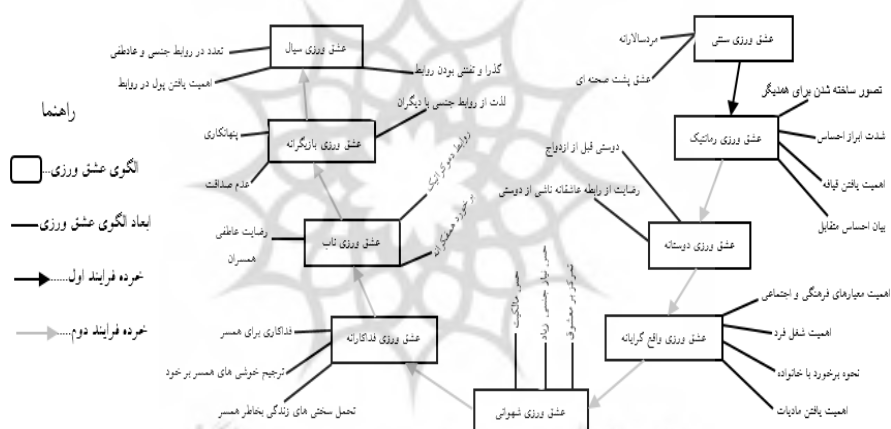 عشق ورزی سنتی
مردسالارانه
عشق پشت صحنه ای
عشق ورزی رمانتیک
تصور ساخته شدن برای همدیگر
شدت ابراز احساس
اهمیت یافتن قیافه
بیان احساس متقابل
عشق ورزی دوستانه
دوستی قبل از ازدواج
رضایت از رابطه عاشقانه ناشی از دوستی
عشق ورزی واقع گرایانه
اهمیت معیارهای فرهنگی و اجتماعی
اهمیت شغل فرد
نحوه برخورد با خانواده
اهمیت یافتن مادیات
عشق ورزی شهوانی
تمرکز بر معشوق
حس نیاز جنسی زیاد
حس مالکیت
عشق ورزی فداکارانه
فداکاری برای همسر
ترجیح خوشی های همسر بر خود
تحمل سختی های زندگی بخاطر همسر
عشق ورزی ناب
روابط دموکراتیک
برخورد همفکرانه
رضایت عاطفی
همسران
عشق ورزی بازیگرانه
لذت از روابط جنسی با دیگران
پنهانکاری
عدم صداقت
عشق ورزی سیال
تعدد در روابط جنسی و عاطفی
اهمیت یافتن پول در روابط
گذرا و تفننی بودن روابط
راهنما
الگوی عشق ورزی...
ابعاد الگوی عشق ورزی
خرده فرایند اول......
خرده فرایند دوم....